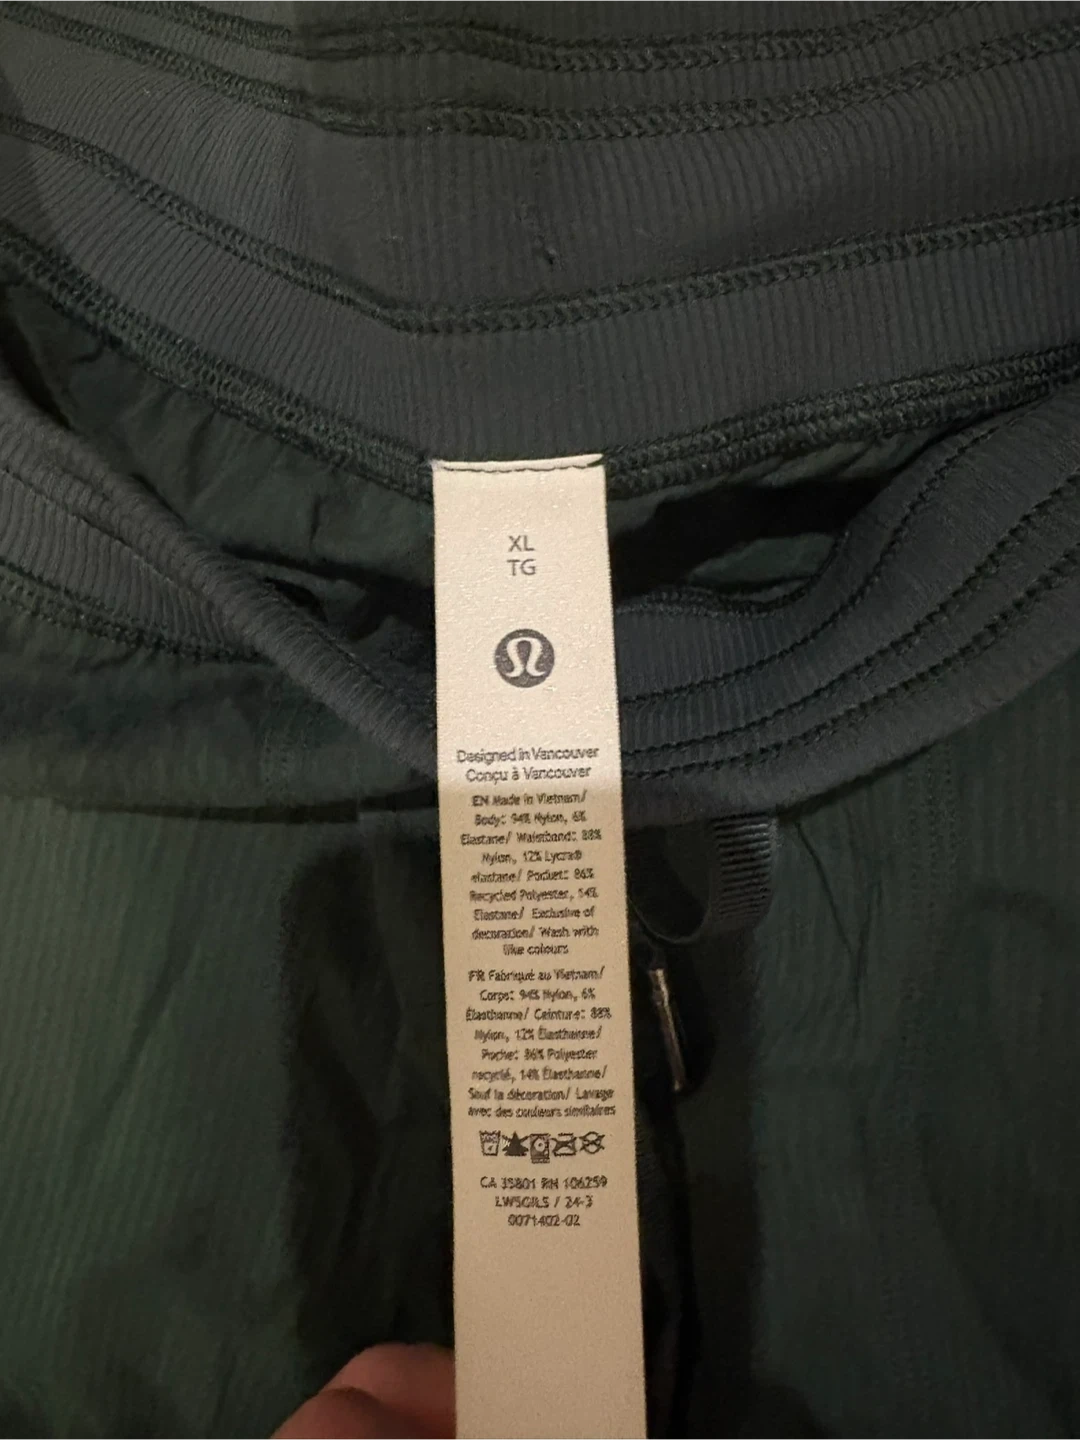 XL
TG
Designed in Vancouver
Conçu à Vancouver
EN Made in Vietnam/
Body: 94% Nylon, 6%
Elastane/ Waistband: 88%
Nylon, 12% Lycra®
elastane/ Pocket: 86%
Recycled Polyester, 14%
Elastane/ Exclusive of
decoration/ Wash with
like colours
FR Fabriqué au Vietnam/
Corps: 94% Nylon, 6%
Élasthanne/ Ceinture: 88%
Nylon, 12% Élasthanne/
Poche: 86% Polyester
recyclé, 14% Élasthanne/
Sauf la décoration/ Lavage
avec des couleurs similaires
CA 35801 RN 106259
/ 24-3
0071402-02